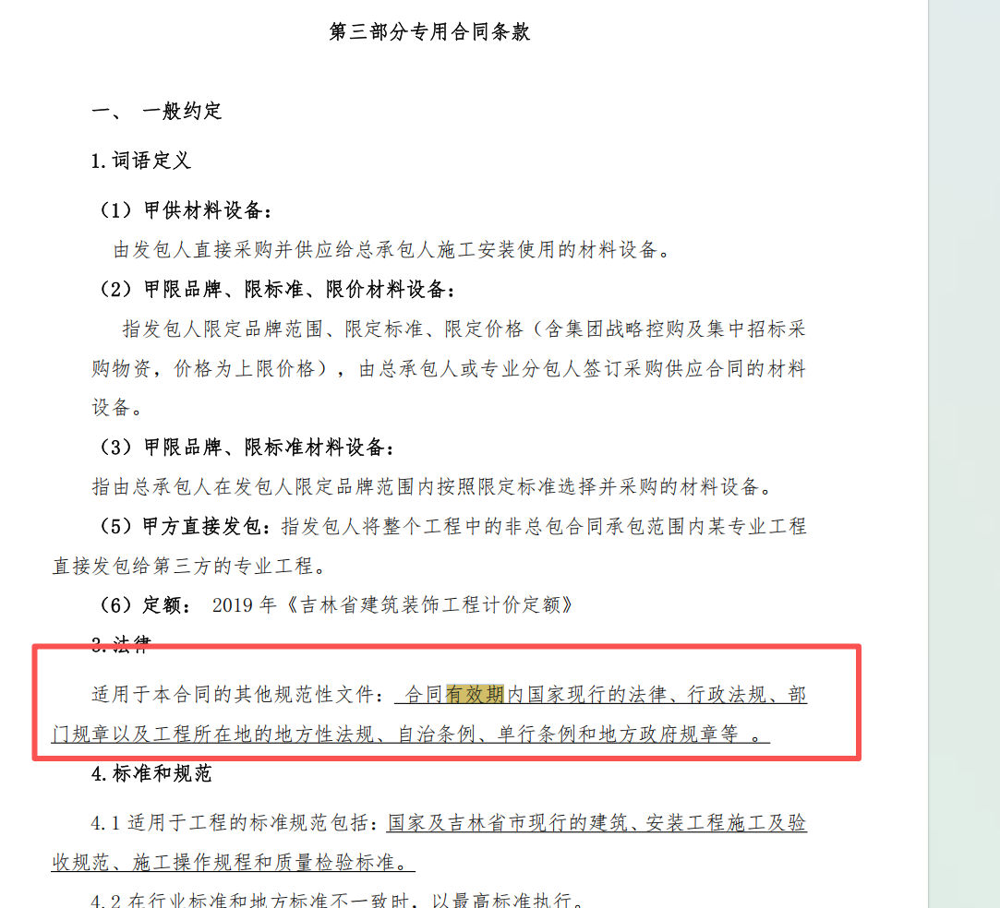 第三部分专用合同条款
一、 一般约定
1.词语定义
（1）甲供材料设备：
由发包人直接采购并供应给总承包人施工安装使用的材料设备。
（2）甲限品牌、限标准、限价材料设备：
指发包人限定品牌范围、限定标准、限定价格（含集团战略控购及集中招标采
购物资，价格为上限价格），由总承包人或专业分包人签订采购供应合同的材料
设备。
（3）甲限品牌、限标准材料设备：
指由总承包人在发包人限定品牌范围内按照限定标准选择并采购的材料设备。
（5）甲方直接发包：指发包人将整个工程中的非总包合同承包范围内某专业工程
直接发包给第三方的专业工程。
（6）定额： 2019 年《吉林省建筑装饰工程计价定额》
3.法律
适用于本合同的其他规范性文件： 合同有效期内国家现行的法律、行政法规、部
门规章以及工程所在地的地方性法规、自治条例、单行条例和地方政府规章等 。
4.标准和规范
4.1 适用于工程的标准规范包括：国家及吉林省市现行的建筑、安装工程施工及验
收规范、施工操作规程和质量检验标准。
4.2 在行业标准和地方标准不一致时，以最高标准执行。